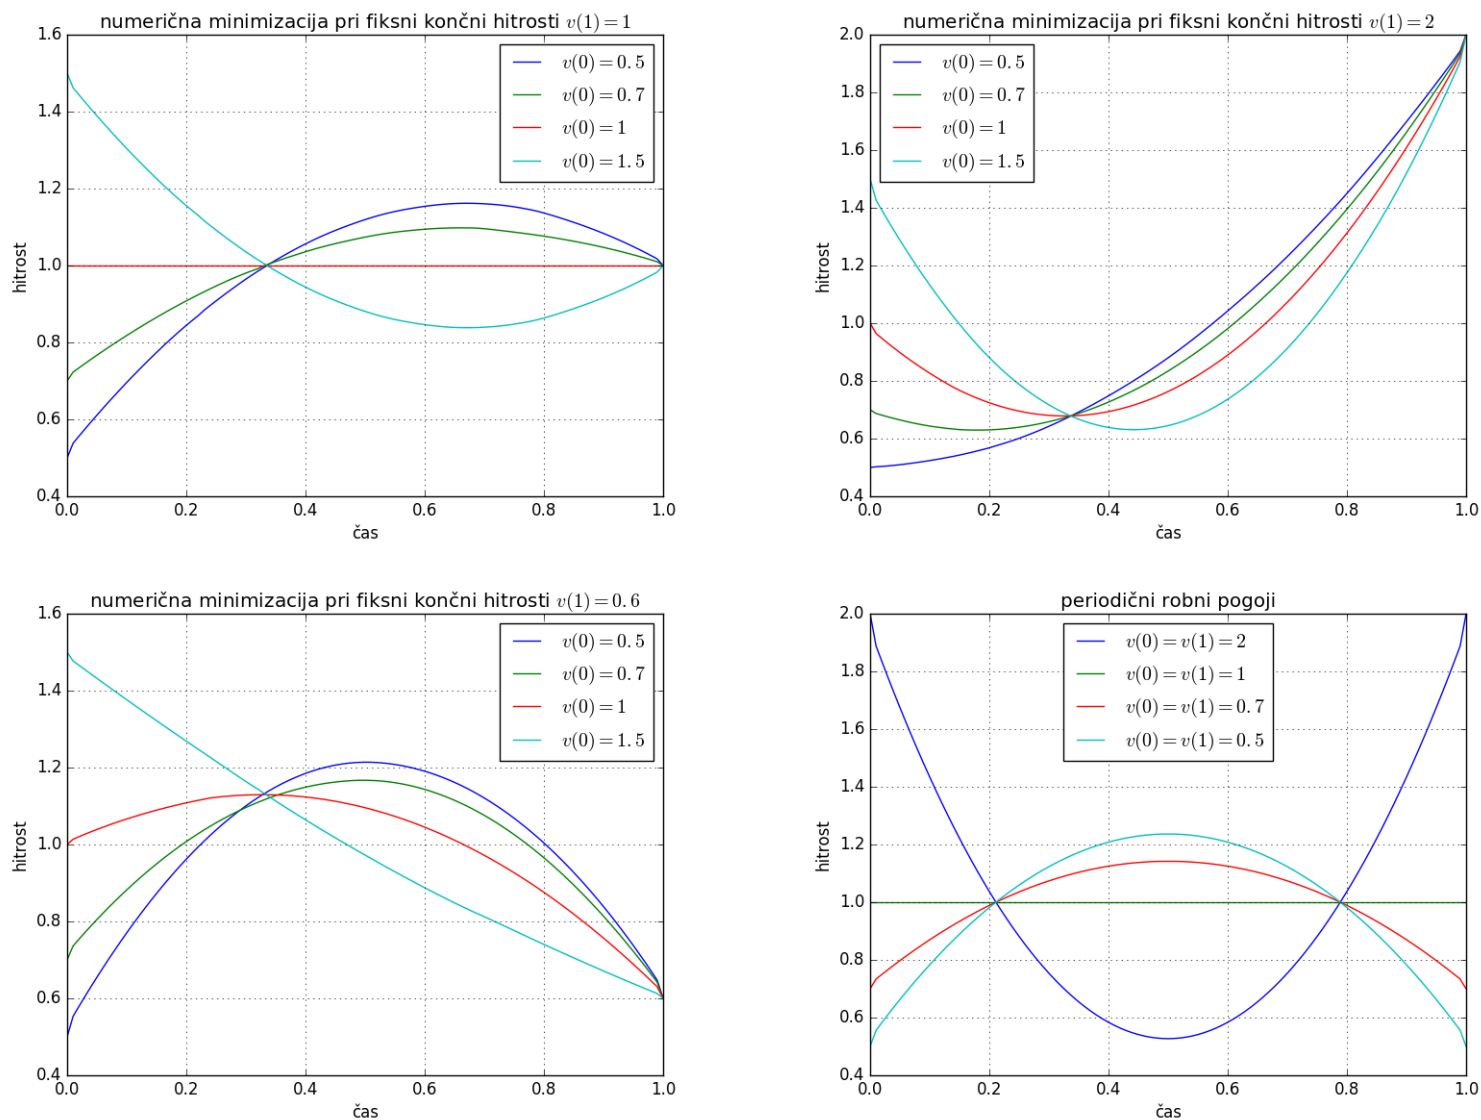 numerična minimizacija pri fiksni končni hitrosti v(1) = 1
1.6
1.4
1.2
1.0
0.8
0.6
0.4
hitrost
v(0) = 0.5
v(0) = 0.7
v(0) = 1
v(0) = 1.5
0.0 0.2 0.4 0.6 0.8 1.0
čas
numerična minimizacija pri fiksni končni hitrosti v(1) = 2
2.0
1.8
1.6
1.4
1.2
1.0
0.8
0.6
0.4
hitrost
v(0) = 0.5
v(0) = 0.7
v(0) = 1
v(0) = 1.5
0.0 0.2 0.4 0.6 0.8 1.0
čas
numerična minimizacija pri fiksni končni hitrosti v(1) = 0.6
1.6
1.4
1.2
1.0
0.8
0.6
0.4
hitrost
v(0) = 0.5
v(0) = 0.7
v(0) = 1
v(0) = 1.5
0.0 0.2 0.4 0.6 0.8 1.0
čas
periodični robni pogoji
2.0
1.8
1.6
1.4
1.2
1.0
0.8
0.6
0.4
hitrost
v(0) = v(1) = 2
v(0) = v(1) = 1
v(0) = v(1) = 0.7
v(0) = v(1) = 0.5
0.0 0.2 0.4 0.6 0.8 1.0
čas